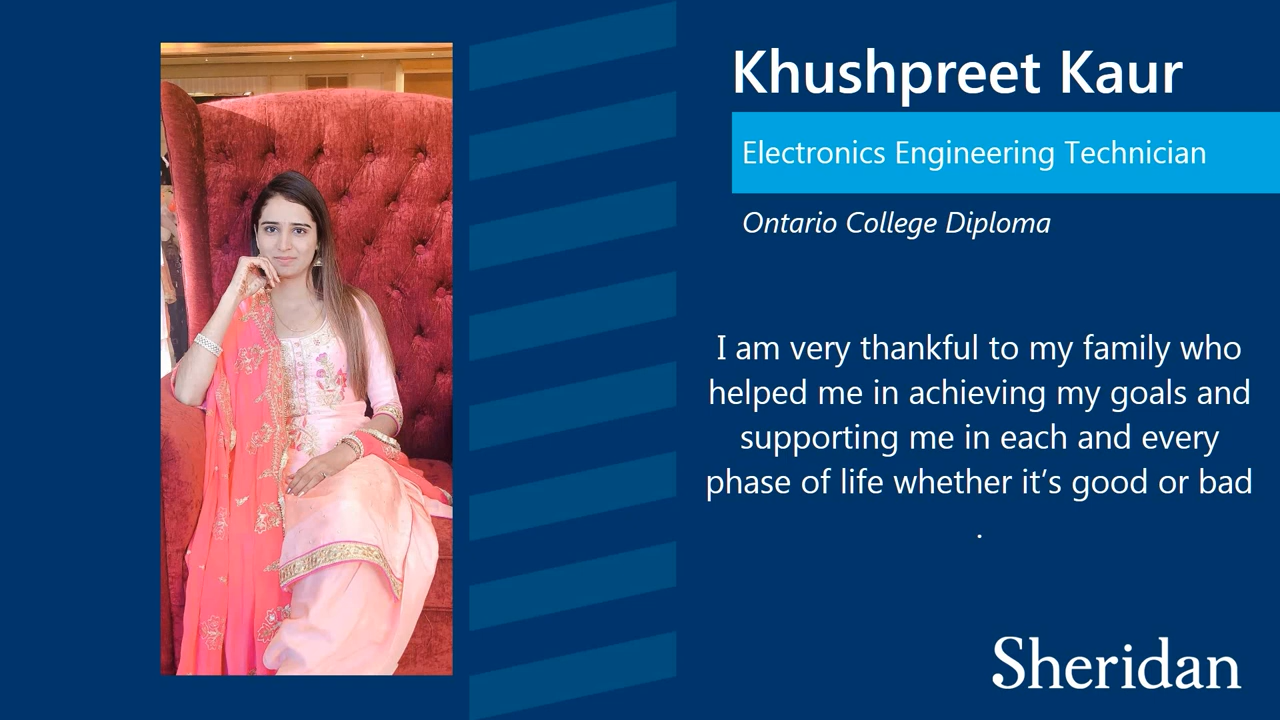 Khushpreet Kaur
Electronics Engineering Technician
Ontario College Diploma
I am very thankful to my family who
helped me in achieving my goals and
supporting me in each and every
phase of life whether it’s good or bad
.
Sheridan